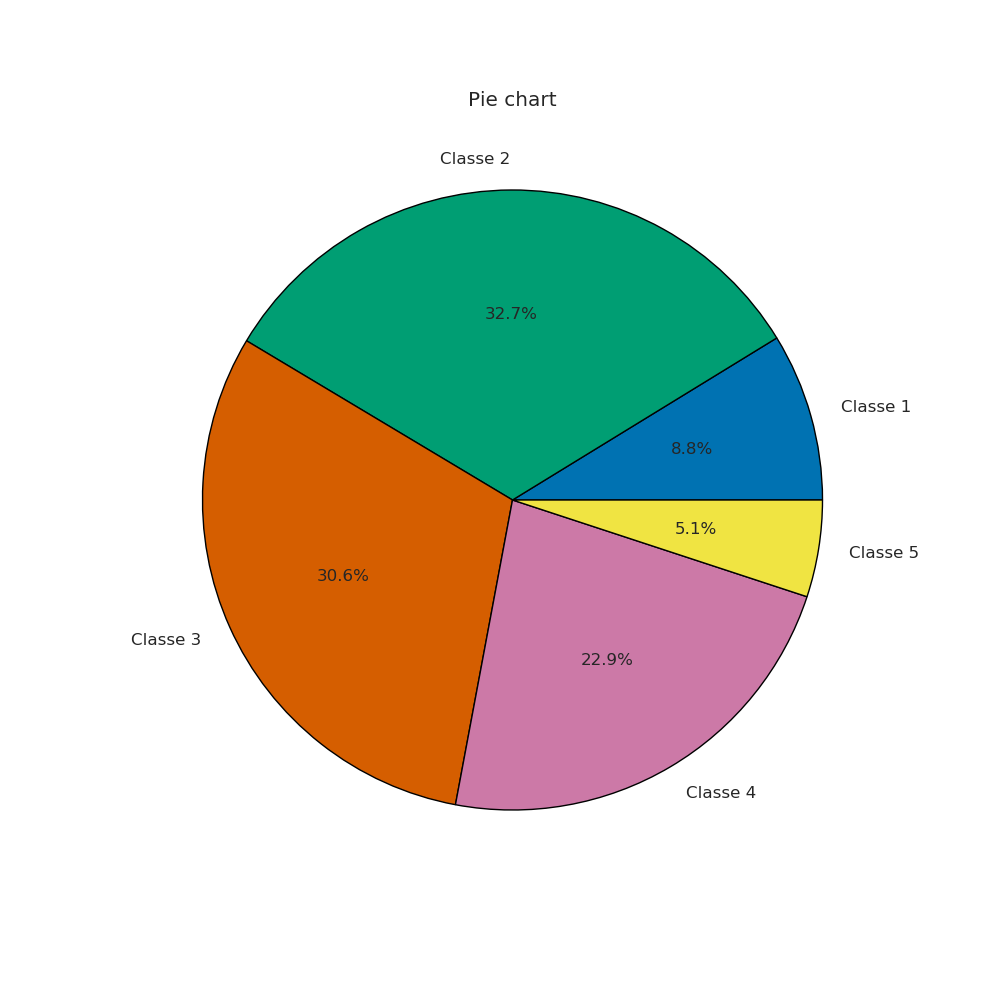 Pie chart
Classe 2
32.7%
Classe 1
8.8%
5.1%
Classe 5
30.6%
Classe 3
22.9%
Classe 4